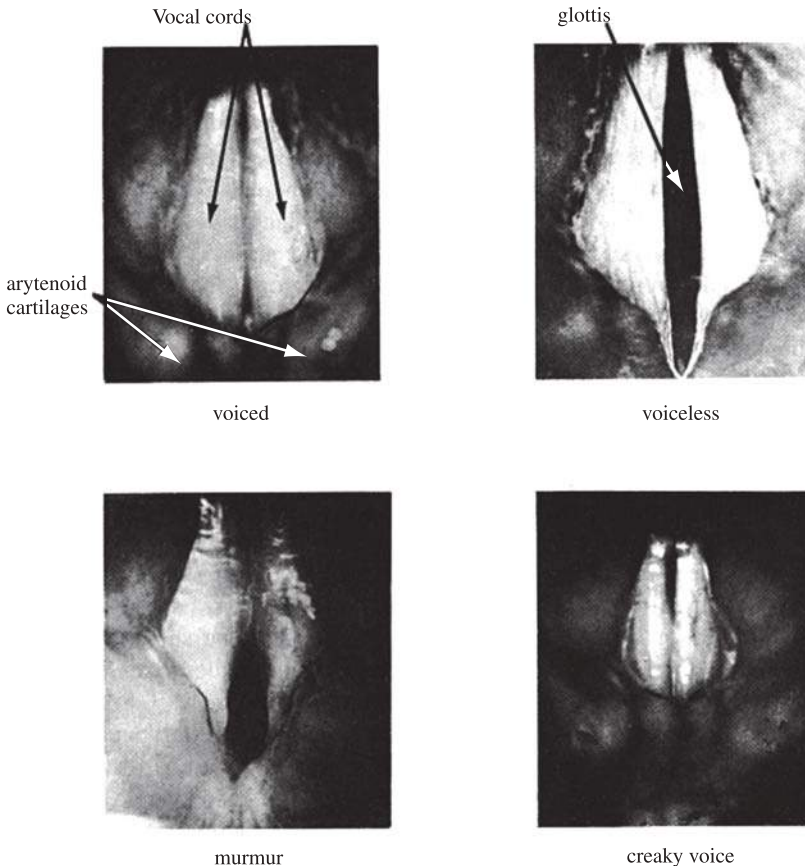 Vocal cords
glottis
arytenoid
cartilages
voiced
voiceless
murmur
creaky voice